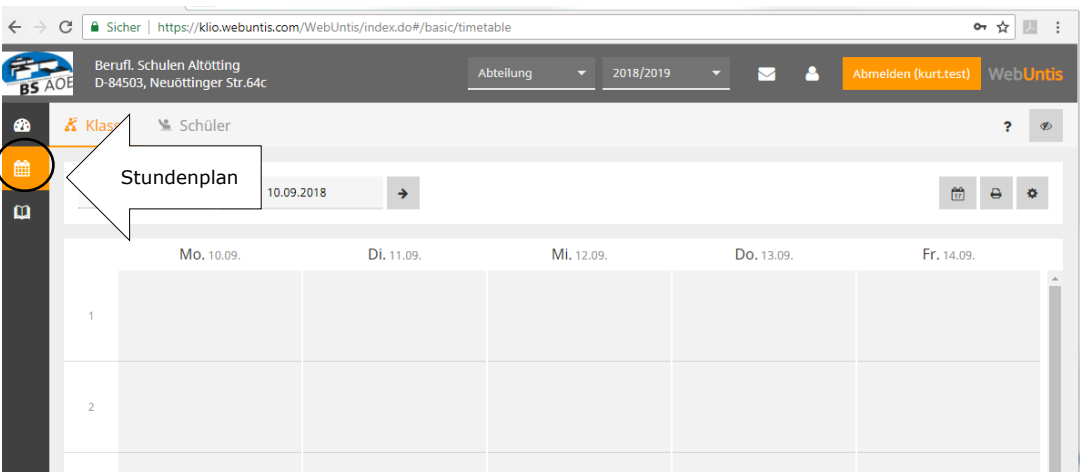 Sicher | https://klio.webuntis.com/WebUntis/index.do#/basic/timetable
BS AOE
Berufl. Schulen Altötting
D-84503, Neuöttinger Str.64c
Abteilung
2018/2019
Abmelden (kurt.test)
WebUntis
Klass
Schüler
?
Stundenplan
10.09.2018
17
Mo. 10.09.
Di. 11.09.
Mi. 12.09.
Do. 13.09.
Fr. 14.09.
1
2